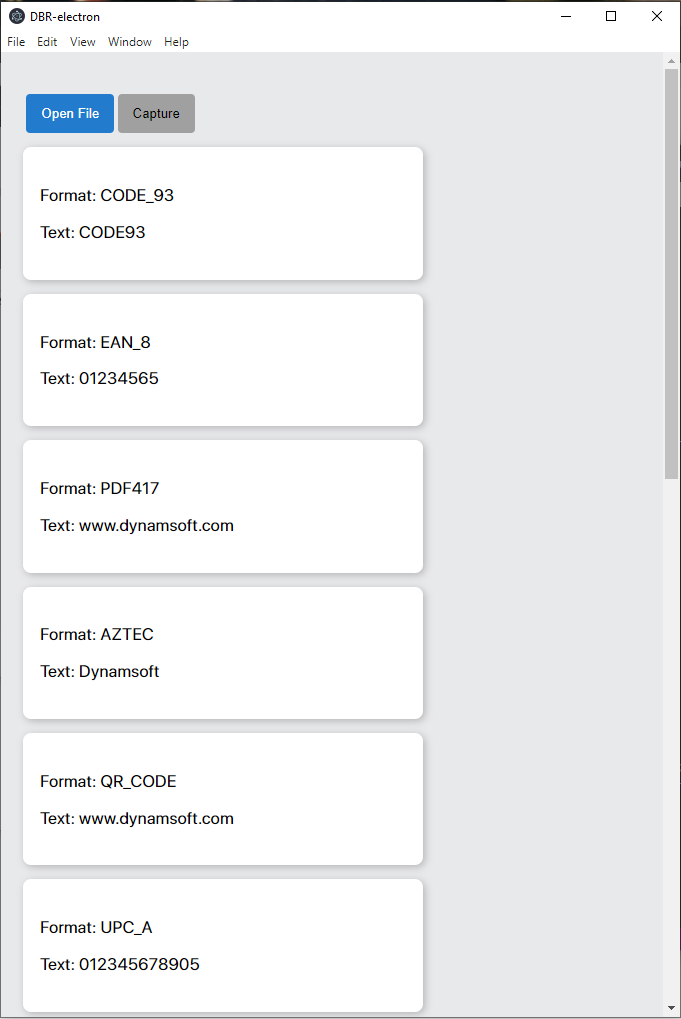 DBR-electron
File Edit View Window Help
Open File Capture
Format: CODE_93
Text: CODE93
Format: EAN_8
Text: 01234565
Format: PDF417
Text: www.dynamsoft.com
Format: AZTEC
Text: Dynamsoft
Format: QR_CODE
Text: www.dynamsoft.com
Format: UPC_A
Text: 012345678905